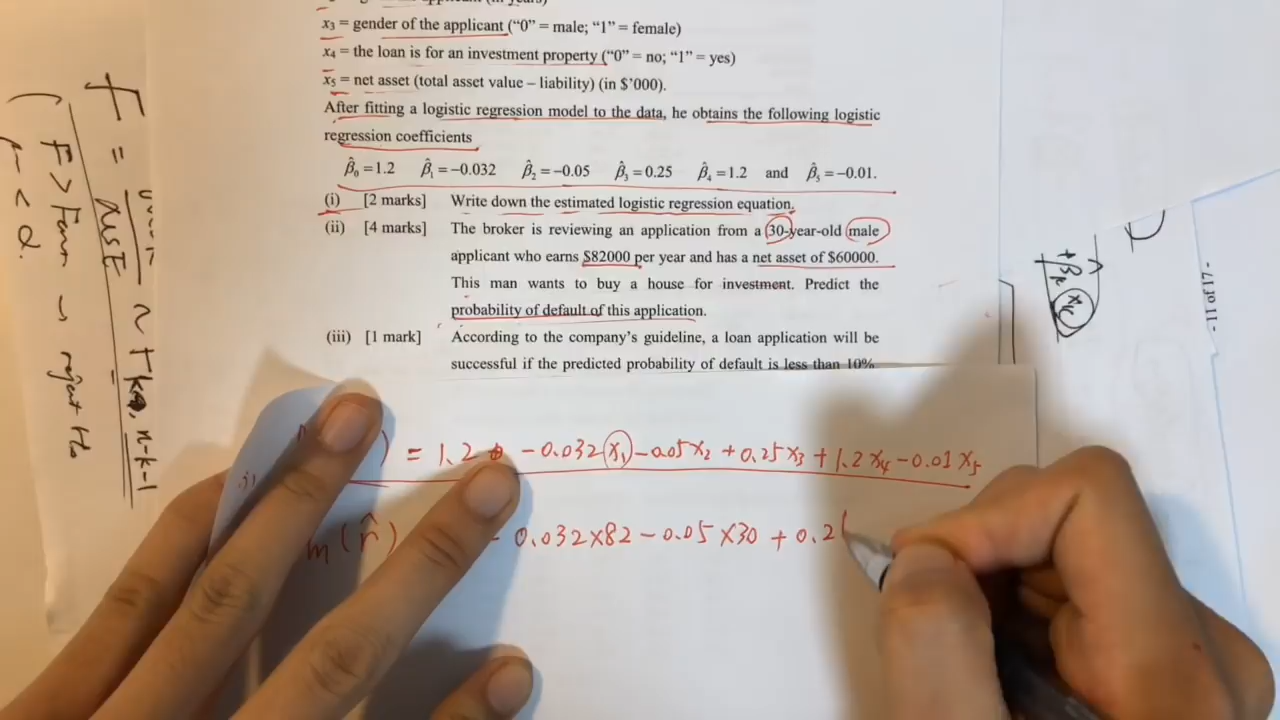 x3 = gender of the applicant (“0” = male; “1” = female)
x4 = the loan is for an investment property (“0” = no; “1” = yes)
x5 = net asset (total asset value – liability) (in $’000).
After fitting a logistic regression model to the data, he obtains the following logistic
regression coefficients
β̂0 = 1.2 β̂1 = −0.032 β̂2 = −0.05 β̂3 = 0.25 β̂4 = 1.2 and β̂5 = −0.01.
(i) [2 marks] Write down the estimated logistic regression equation.
(ii) [4 marks] The broker is reviewing an application from a 30-year-old male
applicant who earns $82000 per year and has a net asset of $60000.
This man wants to buy a house for investment. Predict the
probability of default of this application.
(iii) [1 mark] According to the company’s guideline, a loan application will be
successful if the predicted probability of default is less than 10%
) = 1.2 − 0.032 x1 − 0.05 x2 + 0.25 x3 + 1.2 x4 − 0.01 x5
0.032×82 − 0.05 ×30 + 0.2
F = ~ F k, n-k-1
MSE
- 11 of 17 -